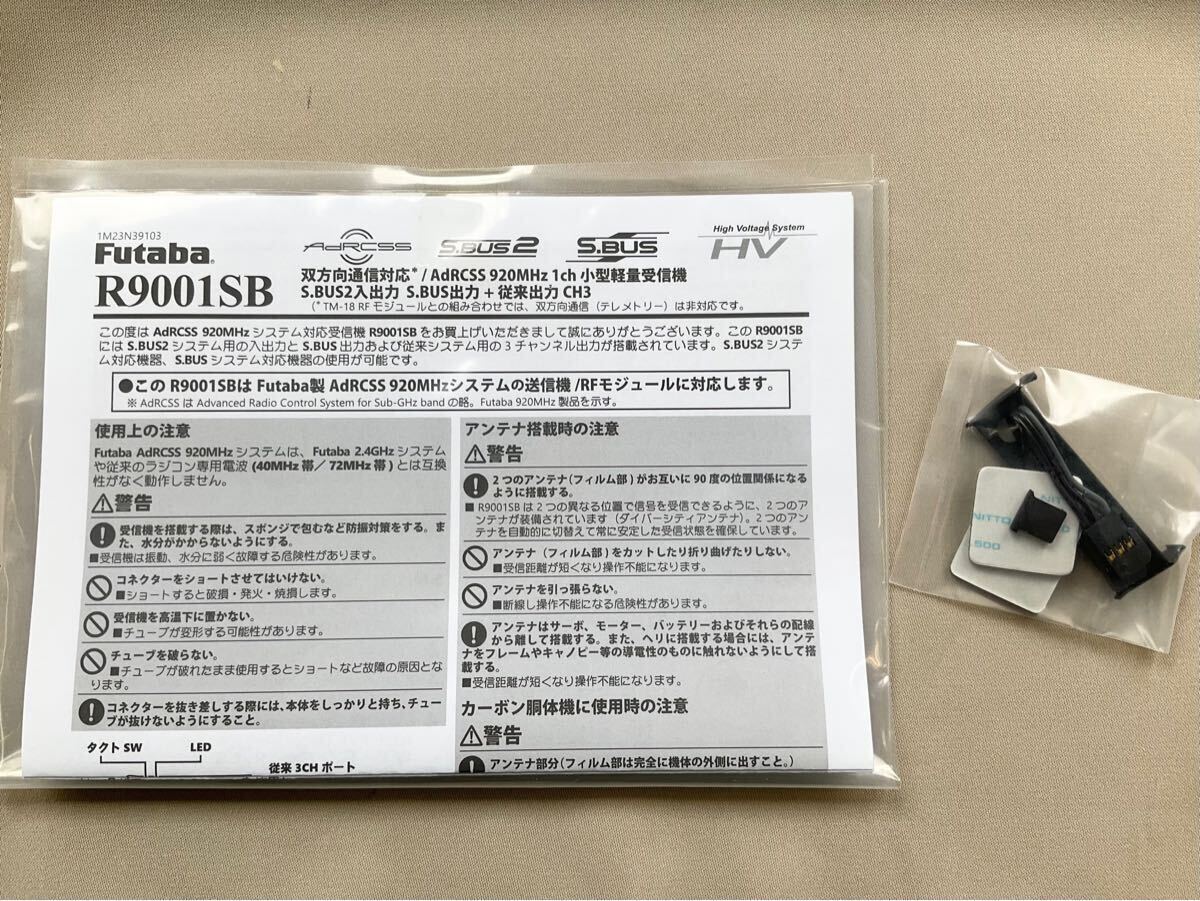 1M23N39103
Futaba®
AdRCSS S.BUS2 S.BUS High Voltage System HV
R9001SB
双方向通信対応*/ AdRCSS 920MHz 1ch 小型軽量受信機
S.BUS2入出力 S.BUS出力 + 従来出力 CH3
(*TM-18 RF モジュールとの組み合わせでは、双方向通信(テレメトリー)は非対応です。
この度は AdRCSS 920MHz システム対応受信機 R9001SB をお買上げいただきまして誠にありがとうございます。この R9001SB
には S.BUS2 システム用の入出力と S.BUS 出力および従来システム用の 3 チャンネル出力が搭載されています。S.BUS2 システ
ム対応機器、S.BUS システム対応機器の使用が可能です。
●この R9001SBは Futaba製 AdRCSS 920MHzシステムの送信機 /RFモジュールに対応します。
※ AdRCSS は Advanced Radio Control System for Sub-GHz band の略。Futaba 920MHz 製品を示す。
使用上の注意
Futaba AdRCSS 920MHz システムは、Futaba 2.4GHz システム
や従来のラジコン専用電波 (40MHz 帯/ 72MHz 帯 ) とは互換
性がなく動作しません。
警告
受信機を搭載する際は、スポンジで包むなど防振対策をする。ま
た、水分がかからないようにする。
■受信機は振動、水分に弱く故障する危険性があります。
コネクターをショートさせてはいけない。
■ショートすると破損・発火・焼損します。
受信機を高温下に置かない。
■チューブが変形する可能性があります。
チューブを破らない。
■チューブが破れたまま使用するとショートなど故障の原因とな
ります。
コネクターを抜き差しする際には、本体をしっかりと持ち、チュー
ブが抜けないようにすること。
タクト SW LED
従来 3CH ポート
アンテナ搭載時の注意
警告
2 つのアンテナ(フィルム部 ) がお互いに 90 度の位置関係になる
ように搭載する。
■ R9001SB は 2 つの異なる位置で信号を受信できるように、2 つのア
ンテナが装備されています(ダイバーシティアンテナ)。2 つのアン
テナを自動的に切替えて常に安定した受信状態を確保しています。
アンテナ(フィルム部)をカットしたり折り曲げたりしない。
■受信距離が短くなり操作不能になります。
アンテナを引っ張らない。
■断線し操作不能になる危険性があります。
アンテナはサーボ、モーター、バッテリーおよびそれらの配線
から離して搭載する。また、ヘリに搭載する場合には、アンテ
ナをフレームやキャノピー等の導電性のものに触れないようにして搭
載する。
■受信距離が短くなり操作不能になります。
カーボン胴体機に使用時の注意
警告
アンテナ部分(フィルム部は完全に機体の外側に出すこと。)
NITTO